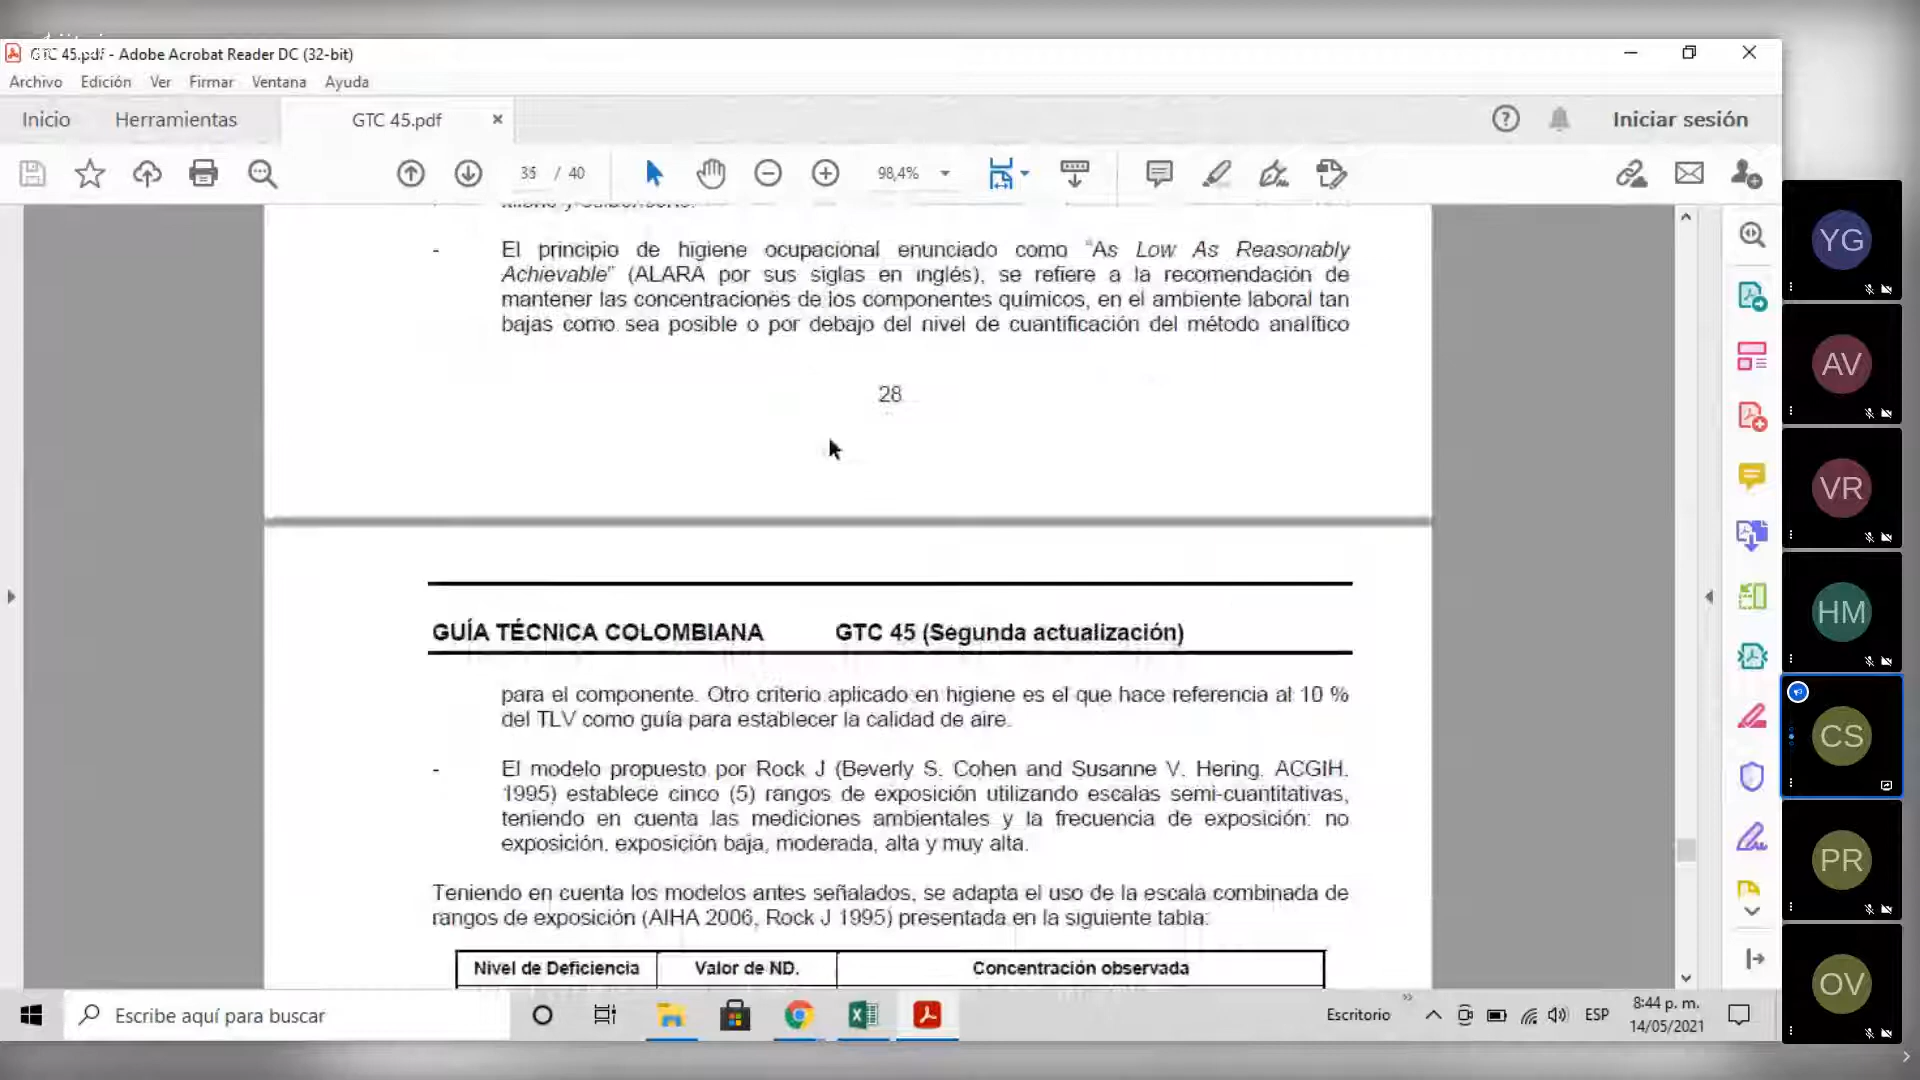 GTC 45.pdf - Adobe Acrobat Reader DC (32-bit)
Archivo Edición Ver Firmar Ventana Ayuda
Inicio Herramientas GTC 45.pdf × Iniciar sesión
35 / 40 98,4%
- El principio de higiene ocupacional enunciado como "As Low As Reasonably
Achievable" (ALARA por sus siglas en inglés), se refiere a la recomendación de
mantener las concentraciones de los componentes químicos, en el ambiente laboral tan
bajas como sea posible o por debajo del nivel de cuantificación del método analítico
28
GUÍA TÉCNICA COLOMBIANA GTC 45 (Segunda actualización)
para el componente. Otro criterio aplicado en higiene es el que hace referencia al 10 %
del TLV como guía para establecer la calidad de aire.
- El modelo propuesto por Rock J (Beverly S. Cohen and Susanne V. Hering. ACGIH.
1995) establece cinco (5) rangos de exposición utilizando escalas semi-cuantitativas,
teniendo en cuenta las mediciones ambientales y la frecuencia de exposición: no
exposición, exposición baja, moderada, alta y muy alta.
Teniendo en cuenta los modelos antes señalados, se adapta el uso de la escala combinada de
rangos de exposición (AIHA 2006, Rock J 1995) presentada en la siguiente tabla:
Nivel de Deficiencia Valor de ND. Concentración observada
YG
AV
VR
HM
CS
PR
OV
Escribe aquí para buscar
Escritorio
ESP
8:44 p. m.
14/05/2021